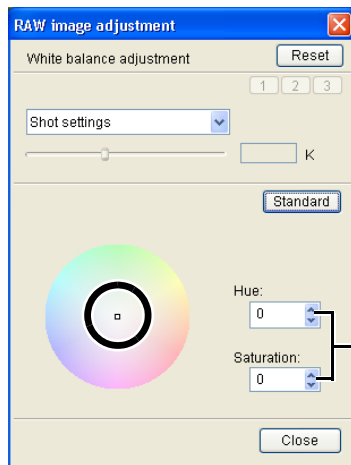 RAW image adjustment
White balance adjustment
Reset
1 2 3
Shot settings
K
Standard
Hue:
0
Saturation:
0
Close